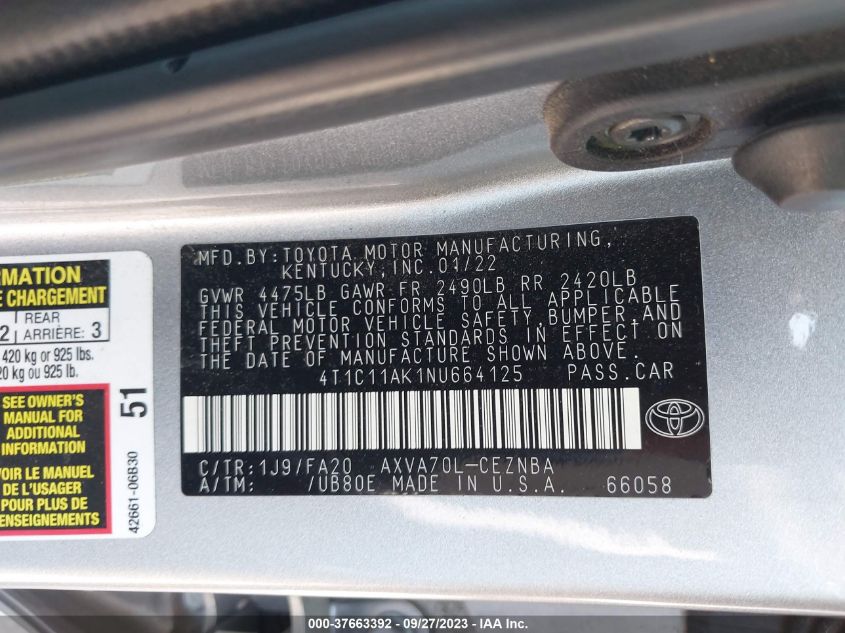 RMATION
E CHARGEMENT
REAR
2 ARRIÈRE: 3
420 kg or 925 lbs.
20 kg ou 925 lb.
SEE OWNER'S
MANUAL FOR
ADDITIONAL
INFORMATION
LE MANUEL
L'USAGER
POUR PLUS DE
ENSEIGNEMENTS
51
42661-06B30
MFD.BY:TOYOTA MOTOR MANUFACTURING,
KENTUCKY,INC.01/22
GVWR 4475LB GAWR FR 2490LB RR 2420LB
THIS VEHICLE CONFORMS TO ALL APPLICABLE
FEDERAL MOTOR VEHICLE SAFETY,BUMPER,AND
THEFT PREVENTION STANDARDS IN EFFECT ON
THE DATE OF MANUFACTURE SHOWN ABOVE.
4T1C11AK1NU664125 PASS.CAR
C/TR:1J9/FA20 AXVA70L-CEZNBA
A/TM: /UB80E MADE IN U.S.A. 66058
000-37663392 - 09/27/2023 - IAA Inc.